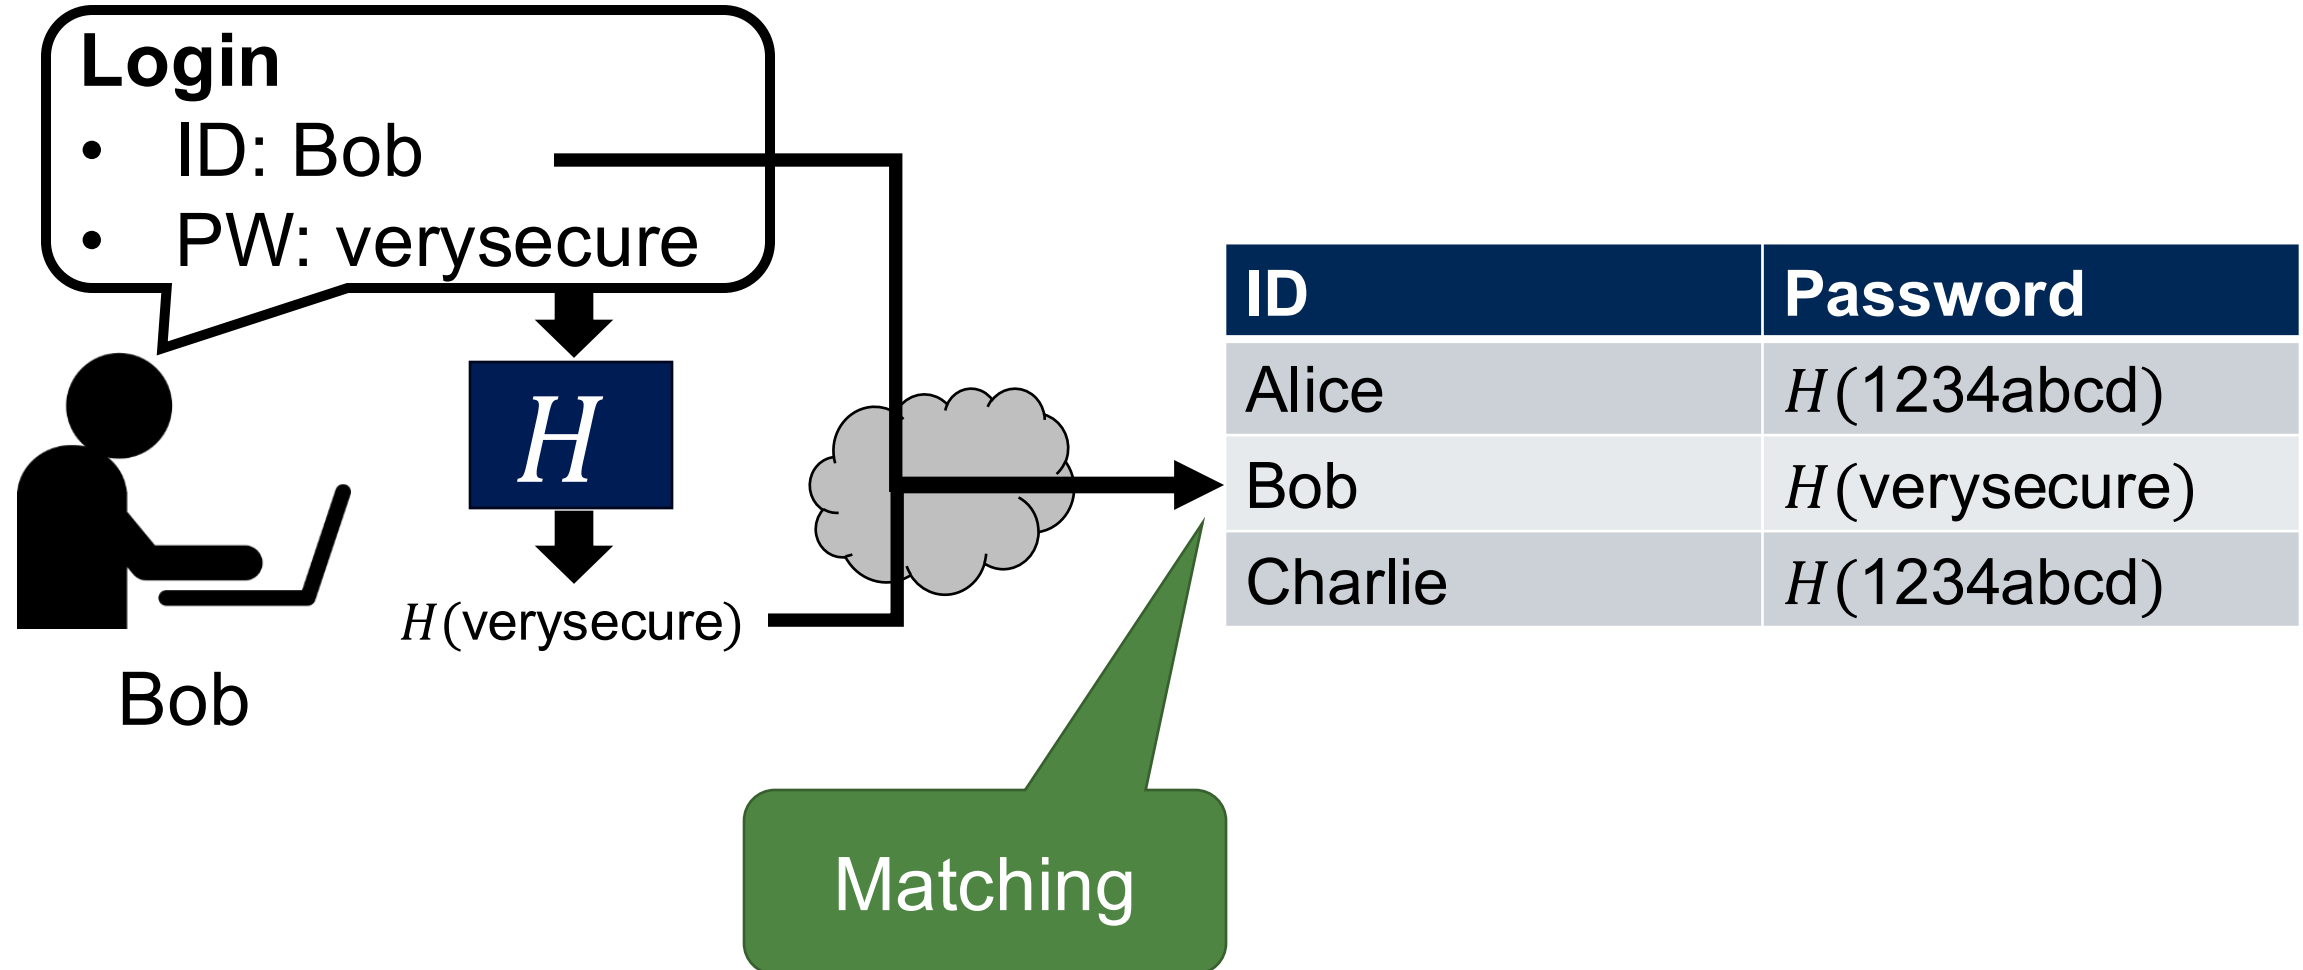 Login
• ID: Bob
• PW: verysecure
H
H(verysecure)
Bob
ID Password
Alice H(1234abcd)
Bob H(verysecure)
Charlie H(1234abcd)
Matching